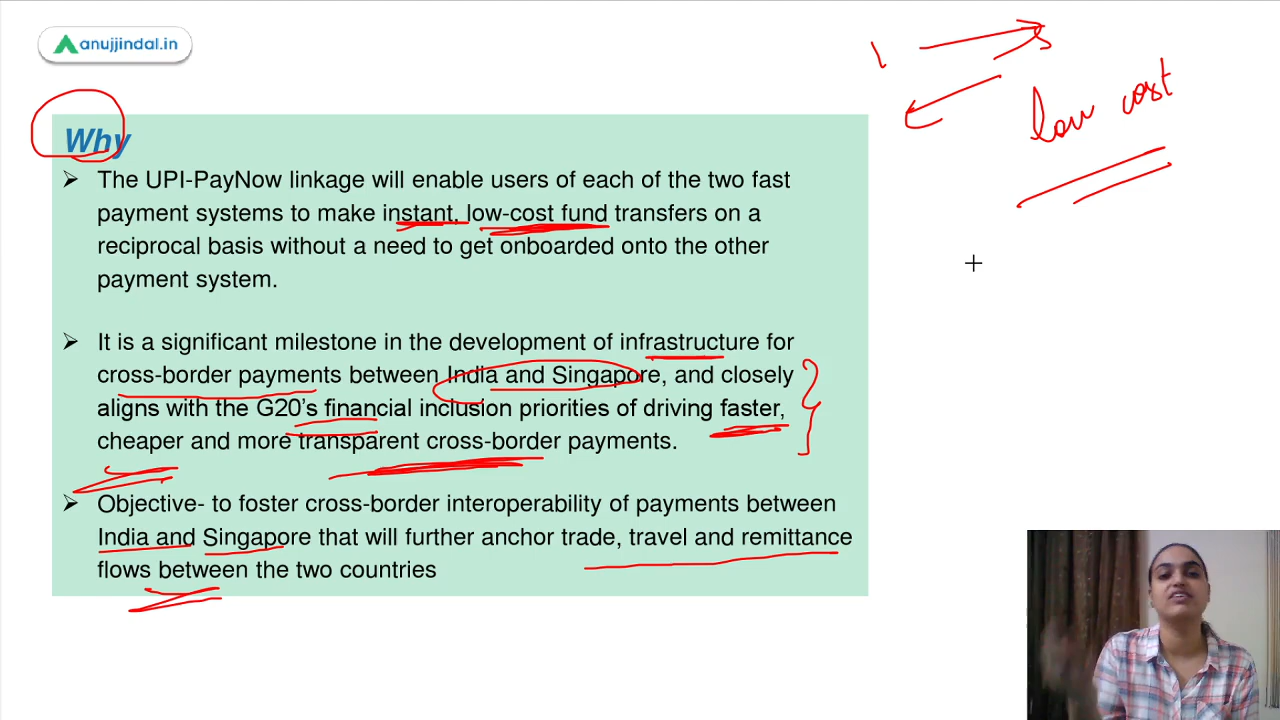 anujjindal.in
I S
low cost
Why
The UPI-PayNow linkage will enable users of each of the two fast
payment systems to make instant, low-cost fund transfers on a
reciprocal basis without a need to get onboarded onto the other
payment system.
It is a significant milestone in the development of infrastructure for
cross-border payments between India and Singapore, and closely
aligns with the G20's financial inclusion priorities of driving faster,
cheaper and more transparent cross-border payments.
Objective- to foster cross-border interoperability of payments between
India and Singapore that will further anchor trade, travel and remittance
flows between the two countries